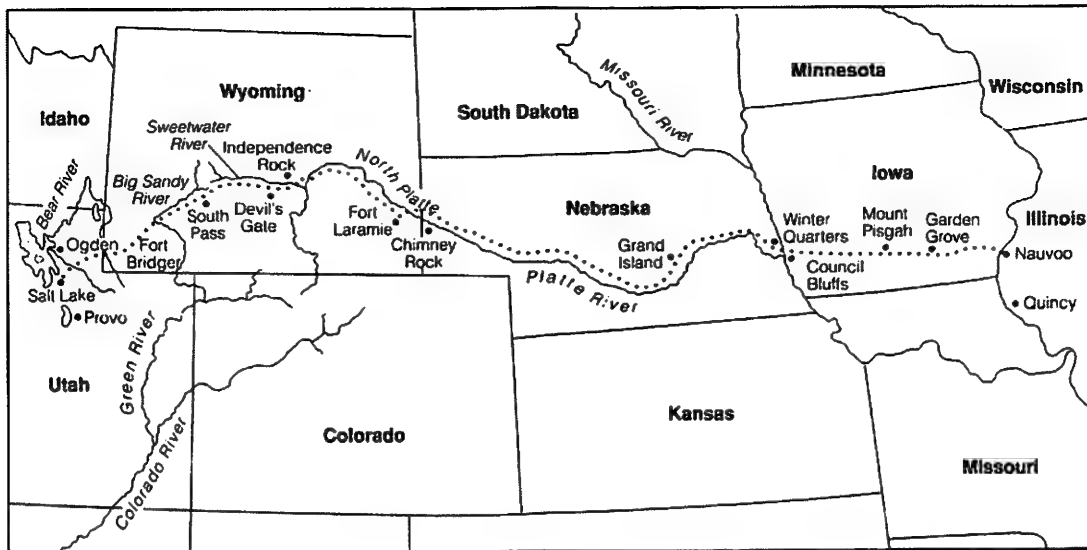 Minnesota
Wisconsin
Missouri River
Wyoming
South Dakota
Idaho
Sweetwater
River
Independence
Rock
North Platte
Iowa
Bear River
Big Sandy
River
Nebraska
Illinois
South
Pass
Devil's
Gate
Fort
Laramie
Chimney
Rock
Grand
Island
Winter
Quarters
Mount
Pisgah
Garden
Grove
Ogden
Fort
Bridger
Nauvoo
Council
Bluffs
Platte River
Salt Lake
Quincy
Provo
Green River
Utah
Kansas
Colorado
Colorado River
Missouri